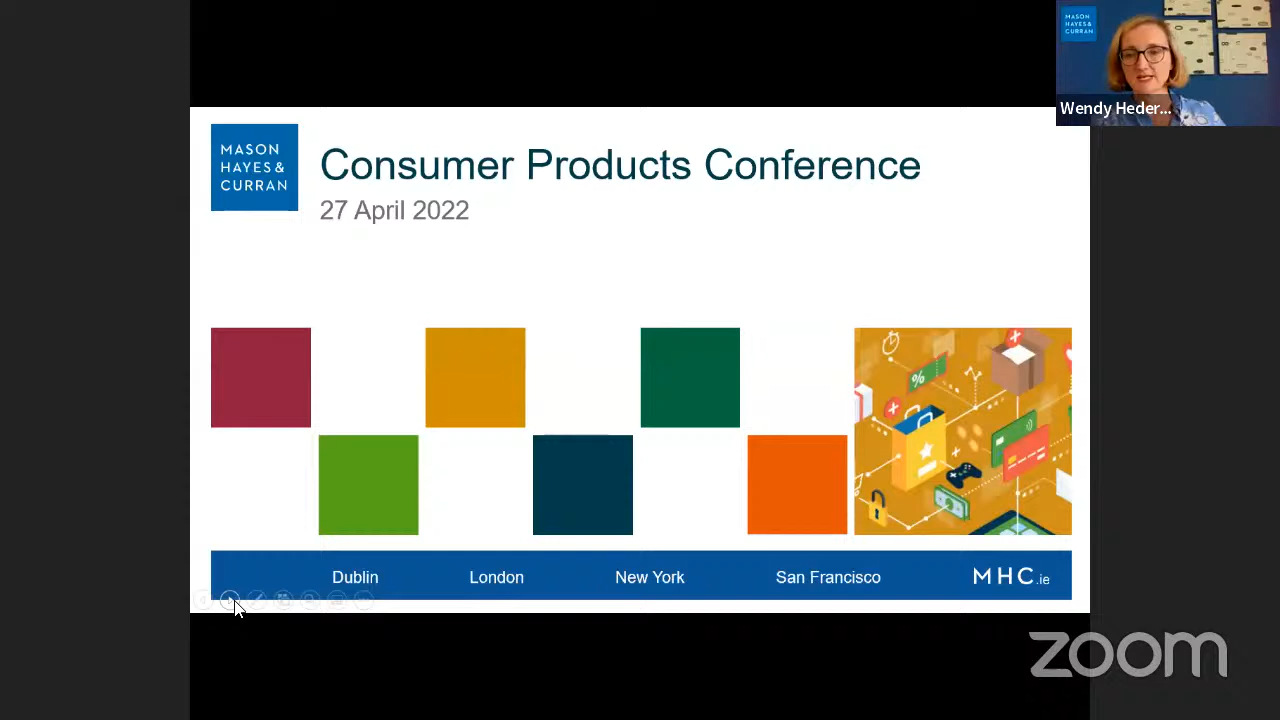 MASON
HAYES &
CURRAN
Wendy Heder...
MASON
HAYES &
CURRAN
Consumer Products Conference
27 April 2022
%
Dublin
London
New York
San Francisco
MHC.ie
zoom